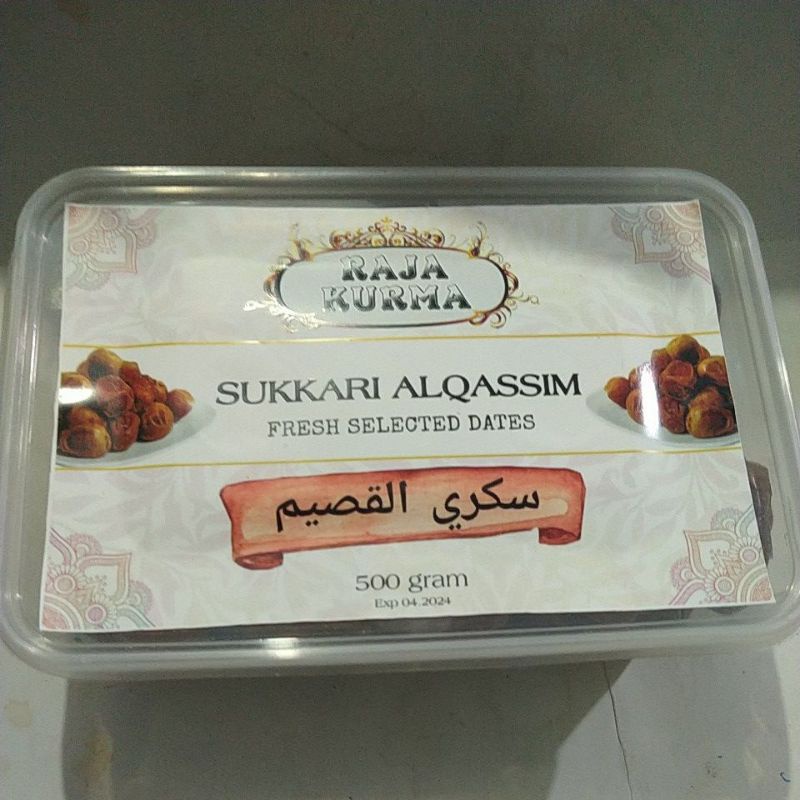 RAJA
KURMA
SUKKARI ALQASSIM
FRESH SELECTED DATES
سكري القصيم
500 gram
Exp 04.2024